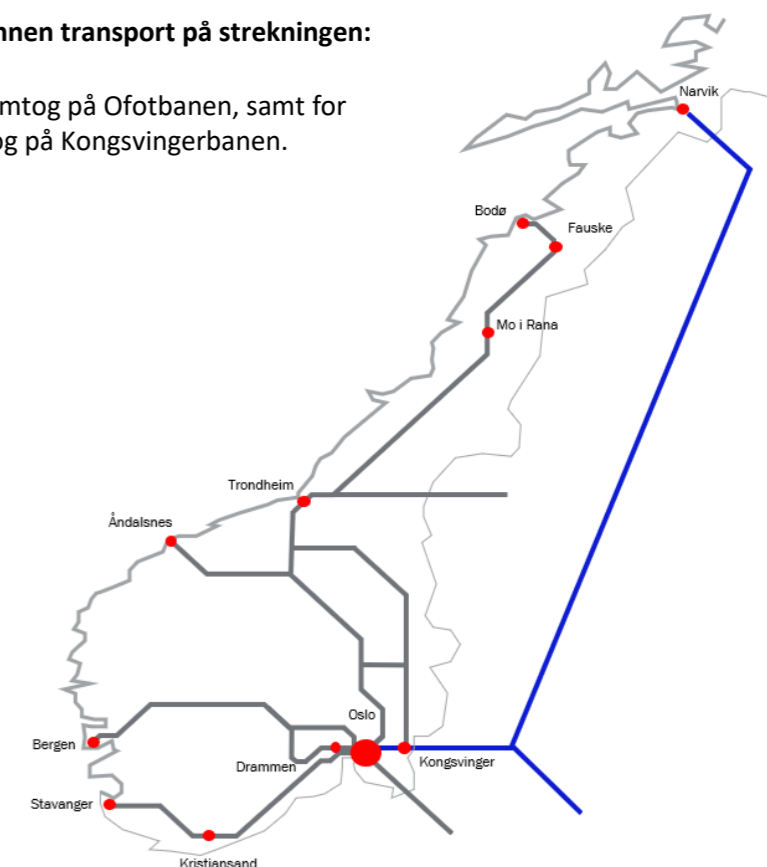 nnen transport på strekningen:
mtog på Ofotbanen, samt for
og på Kongsvingerbanen.
Narvik
Bodø
Fauske
Mo i Rana
Trondheim
Åndalsnes
Oslo
Bergen
Drammen
Kongsvinger
Stavanger
Kristiansand